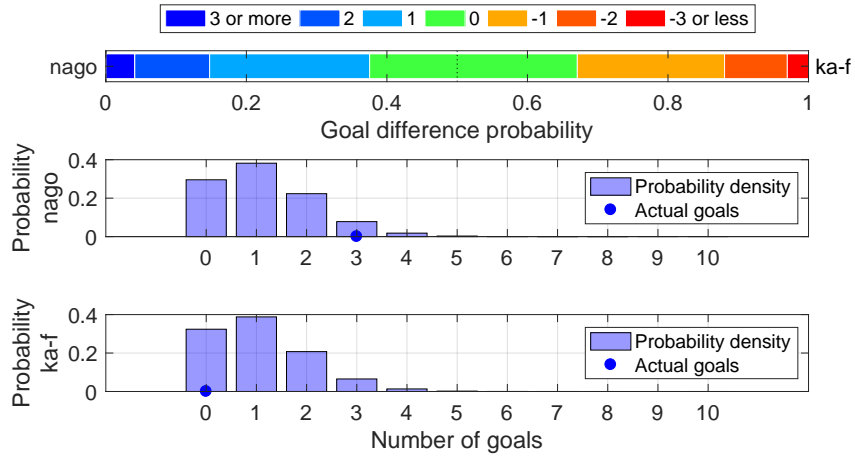 3 or more 2 1 0 -1 -2 -3 or less
nago ka-f
0 0.2 0.4 0.6 0.8 1
Goal difference probability
Probability
nago
0.4
0.2
0
Probability density
Actual goals
0 1 2 3 4 5 6 7 8 9 10
Probability
ka-f
0.4
0.2
0
Probability density
Actual goals
0 1 2 3 4 5 6 7 8 9 10
Number of goals